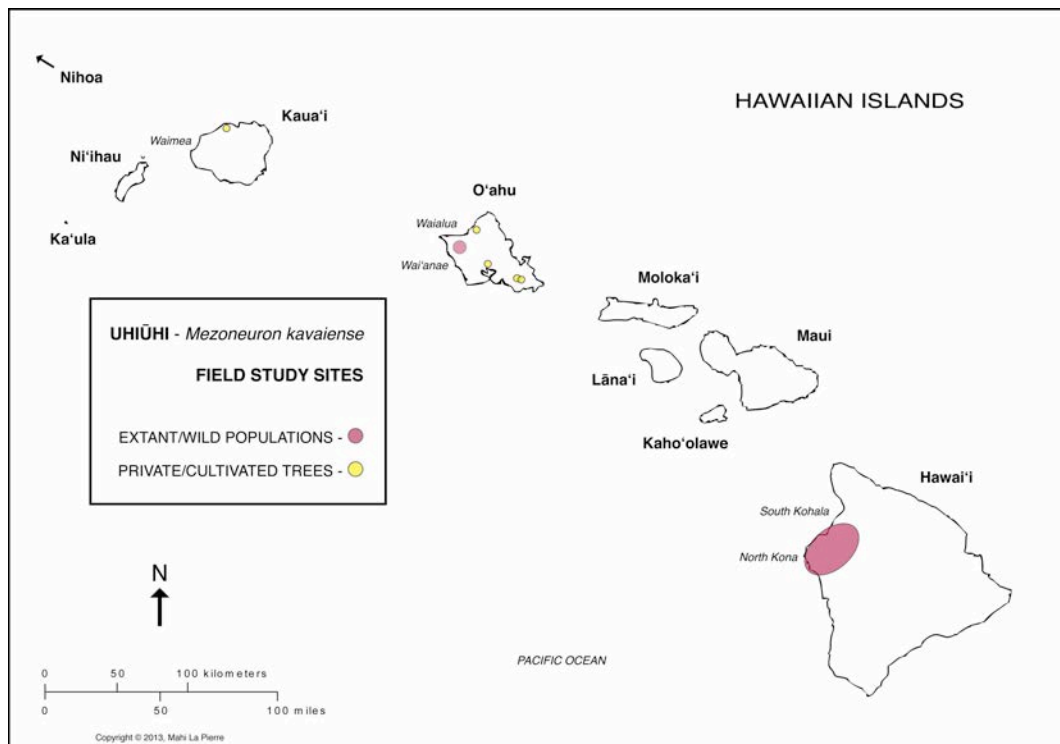 Nihoa
HAWAIIAN ISLANDS
Kaua‘i
Waimea
Ni‘ihau
Ka‘ula
O‘ahu
Waialua
Wai‘anae
Moloka‘i
Maui
Lāna‘i
Kaho‘olawe
Hawai‘i
South Kohala
North Kona
UHIŪHI - Mezoneuron kavaiense
FIELD STUDY SITES
EXTANT/WILD POPULATIONS -
PRIVATE/CULTIVATED TREES -
N
PACIFIC OCEAN
0 50 100 kilometers
0 50 100 miles
Copyright © 2013, Mahi La Pierre